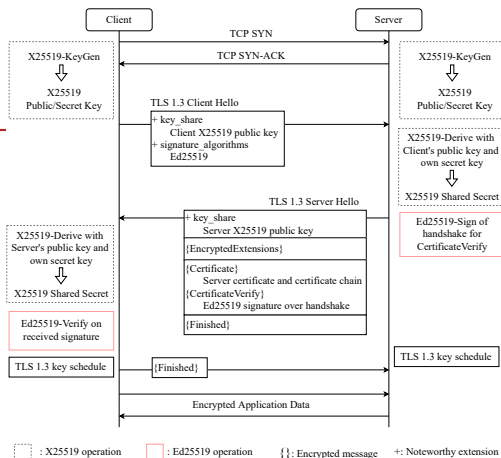 Client
Server
TCP SYN
TCP SYN-ACK
X25519-KeyGen
X25519
Public/Secret Key
X25519-KeyGen
X25519
Public/Secret Key
TLS 1.3 Client Hello
+ key_share
Client X25519 public key
+ signature_algorithms
Ed25519
X25519-Derive with
Client's public key and
own secret key
X25519 Shared Secret
TLS 1.3 Server Hello
+ key_share
Server X25519 public key
{EncryptedExtensions}
{Certificate}
Server certificate and certificate chain
{CertificateVerify}
Ed25519 signature over handshake
{Finished}
Ed25519-Sign of
handshake for
CertificateVerify
X25519-Derive with
Server's public key and
own secret key
X25519 Shared Secret
Ed25519-Verify on
received signature
TLS 1.3 key schedule
{Finished}
TLS 1.3 key schedule
Encrypted Application Data
: X25519 operation
: Ed25519 operation
{}: Encrypted message
+: Noteworthy extension